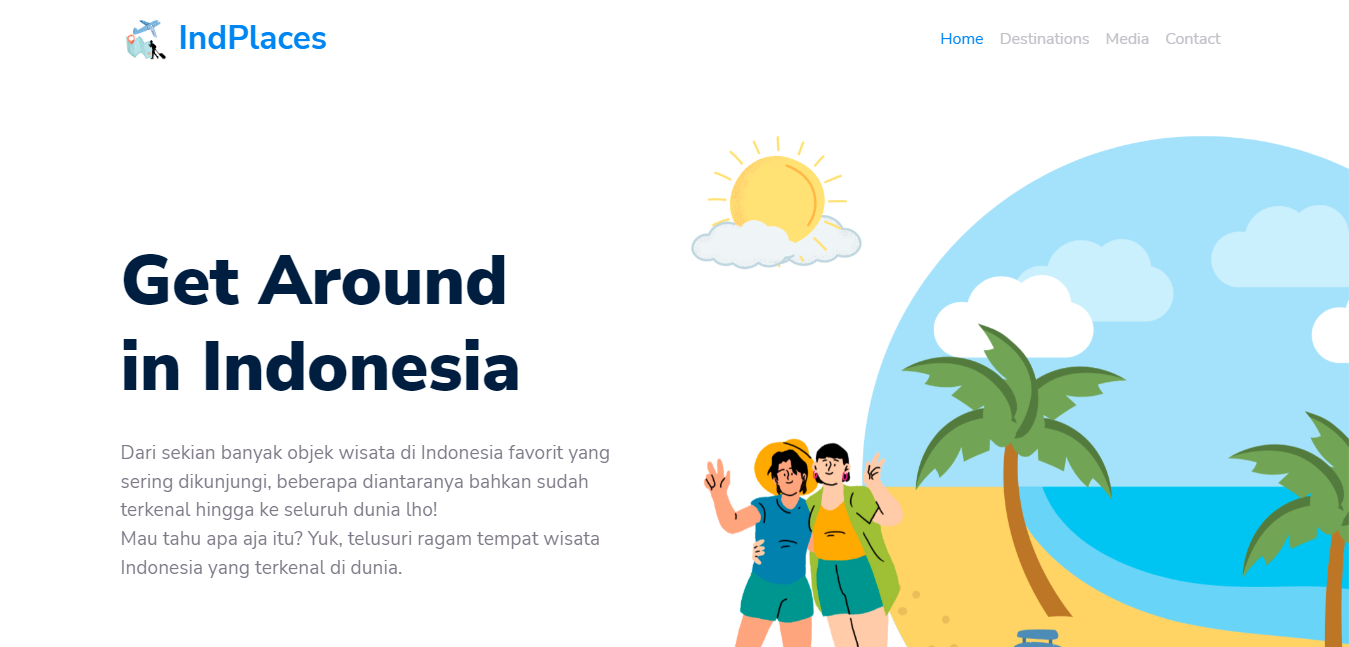 IndPlaces
Home Destinations Media Contact
Get Around
in Indonesia
Dari sekian banyak objek wisata di Indonesia favorit yang
sering dikunjungi, beberapa diantaranya bahkan sudah
terkenal hingga ke seluruh dunia lho!
Mau tahu apa aja itu? Yuk, telusuri ragam tempat wisata
Indonesia yang terkenal di dunia.